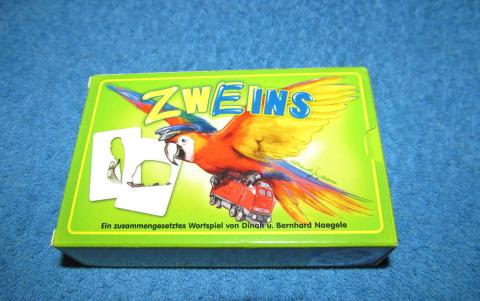 ZWEINS
Ein zusammengesetztes Wortspiel von Dinah u. Bernhard Naegele